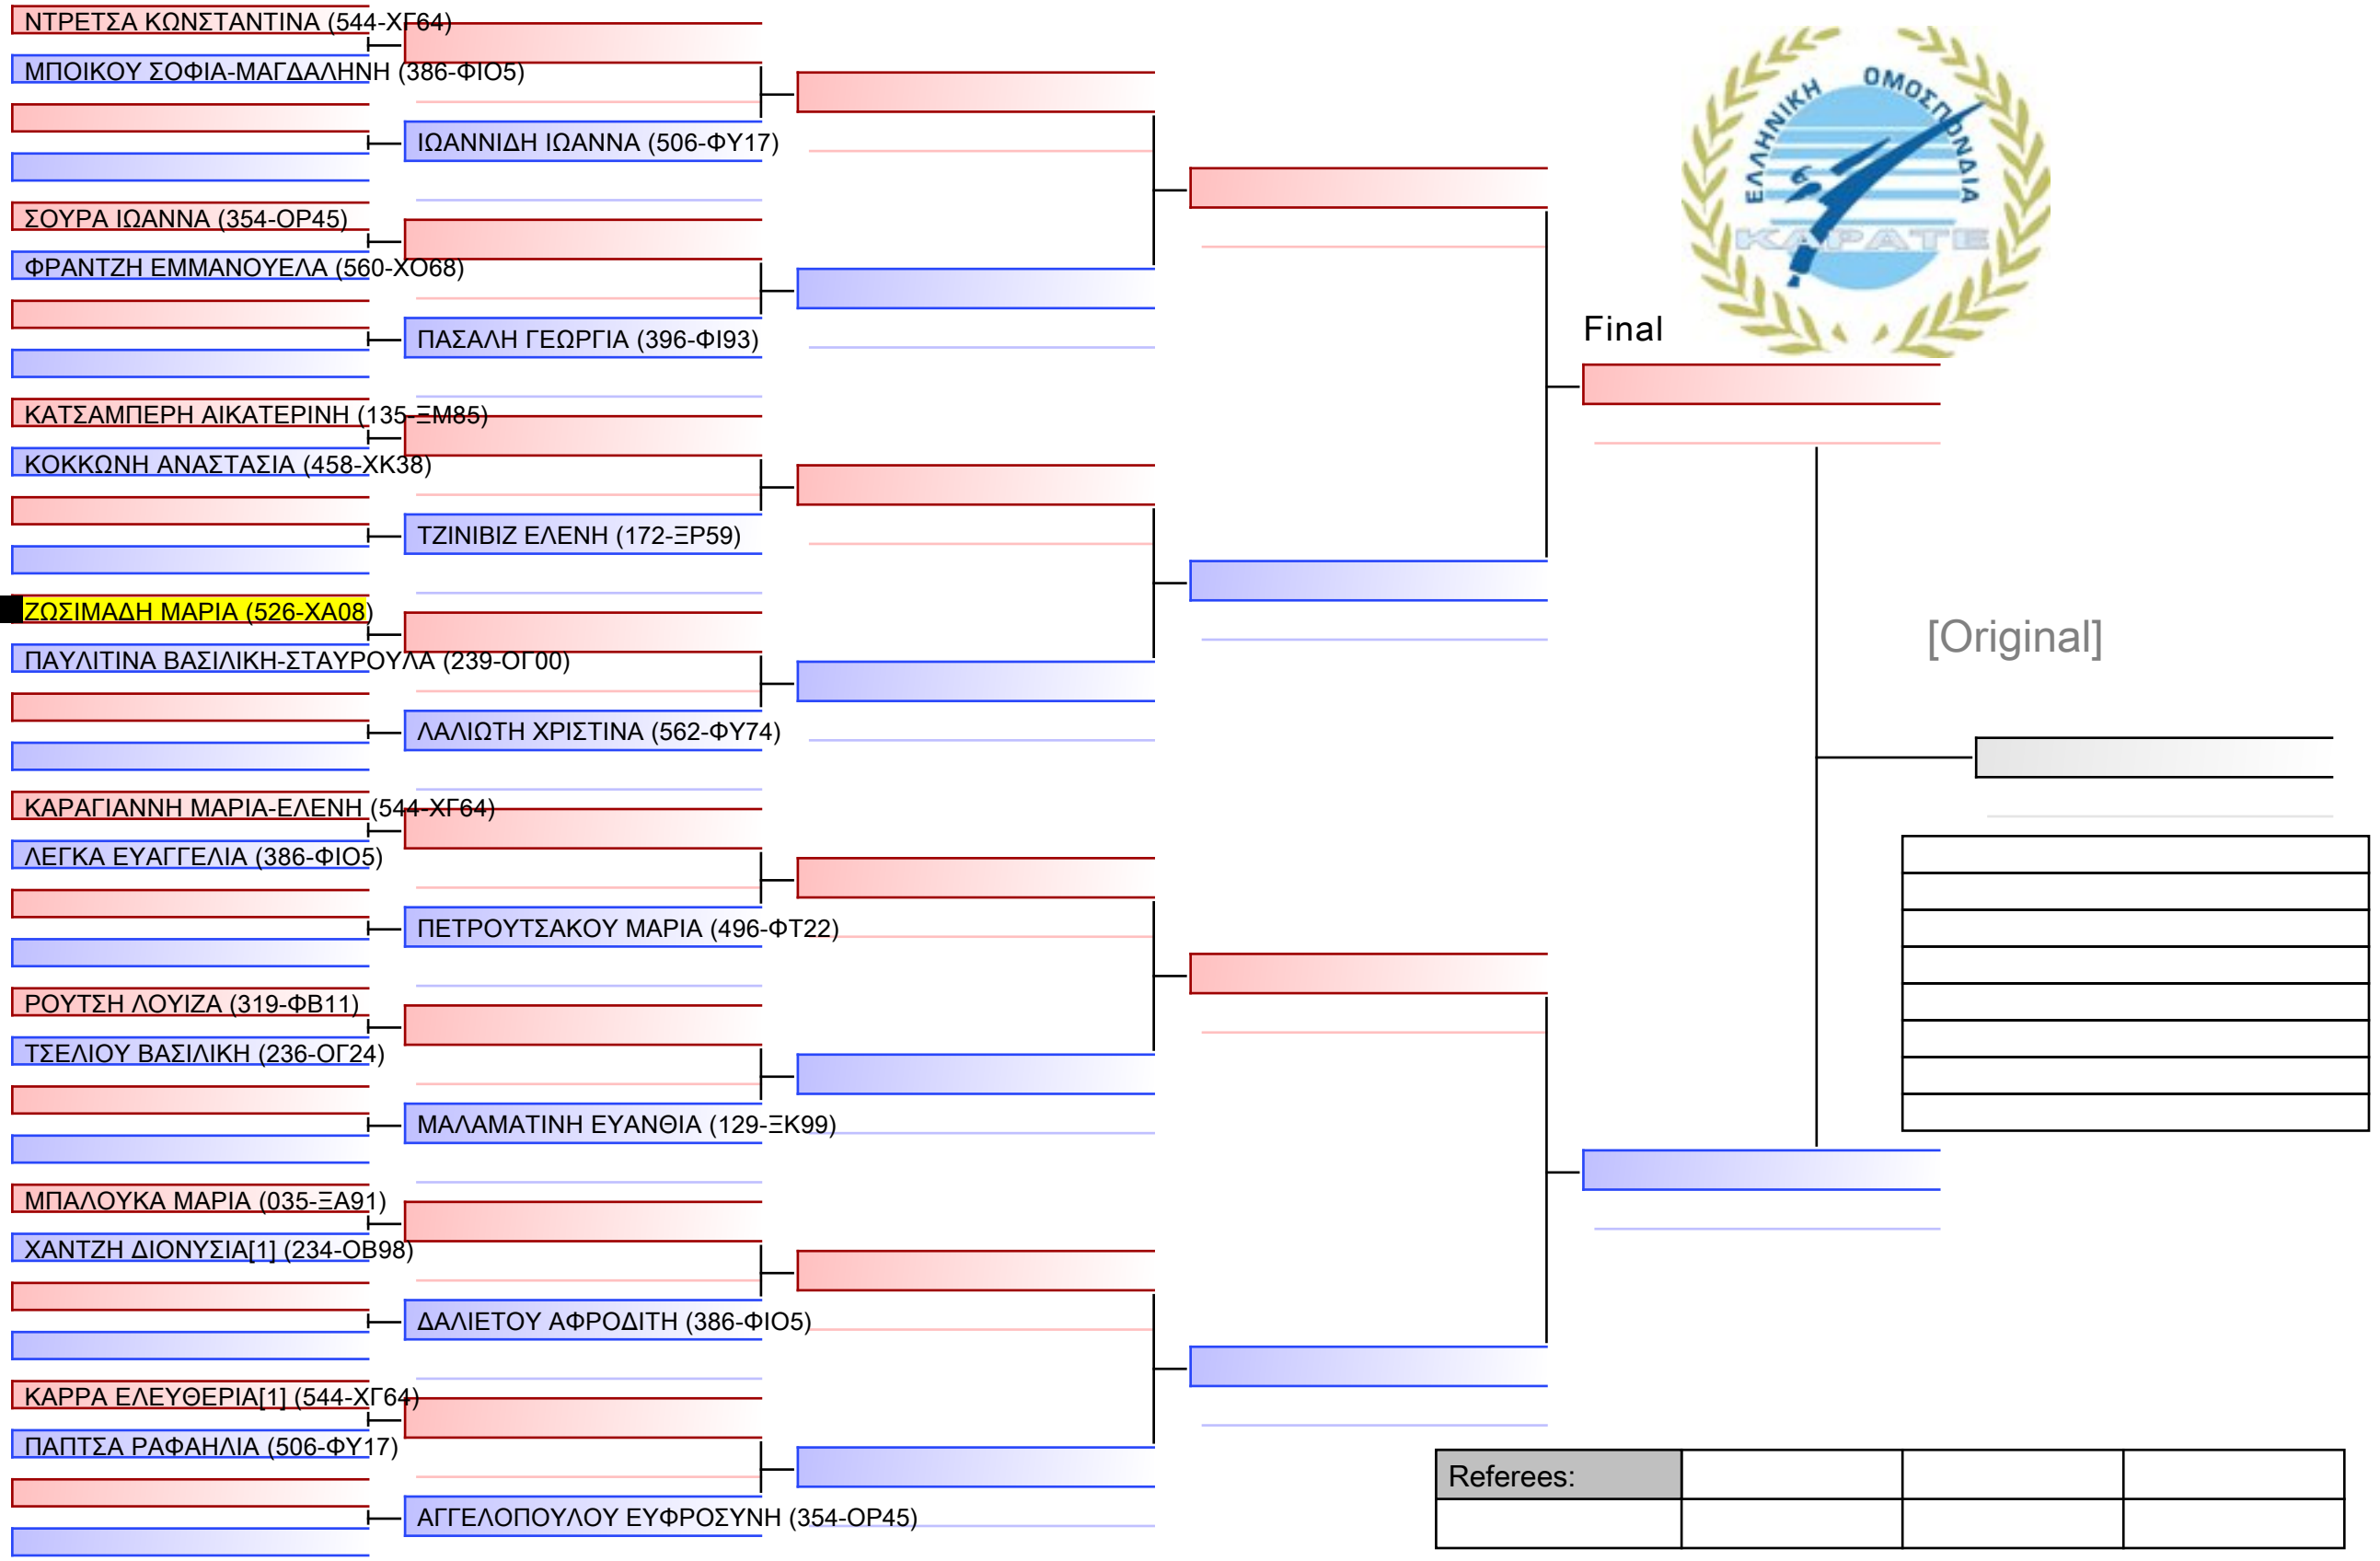 ΝΤΡΕΤΣΑ ΚΩΝΣΤΑΝΤΙΝΑ (544-ΧΓ64)
ΜΠΟΙΚΟΥ ΣΟΦΙΑ-ΜΑΓΔΑΛΗΝΗ (386-ΦΙΟ5)
ΙΩΑΝΝΙΔΗ ΙΩΑΝΝΑ (506-ΦΥ17)
ΣΟΥΡΑ ΙΩΑΝΝΑ (354-ΟΡ45)
ΦΡΑΝΤΖΗ ΕΜΜΑΝΟΥΕΛΑ (560-ΧΟ68)
ΠΑΣΑΛΗ ΓΕΩΡΓΙΑ (396-ΦΙ93)
ΚΑΤΣΑΜΠΕΡΗ ΑΙΚΑΤΕΡΙΝΗ (135-ΞΜ85)
ΚΟΚΚΩΝΗ ΑΝΑΣΤΑΣΙΑ (458-ΧΚ38)
ΤΖΙΝΙΒΙΖ ΕΛΕΝΗ (172-ΞΡ59)
ΖΩΣΙΜΑΔΗ ΜΑΡΙΑ (526-ΧΑ08)
ΠΑΥΛΙΤΙΝΑ ΒΑΣΙΛΙΚΗ-ΣΤΑΥΡΟΥΛΑ (239-ΟΓ00)
ΛΑΛΙΩΤΗ ΧΡΙΣΤΙΝΑ (562-ΦΥ74)
ΚΑΡΑΓΙΑΝΝΗ ΜΑΡΙΑ-ΕΛΕΝΗ (544-ΧΓ64)
ΛΕΓΚΑ ΕΥΑΓΓΕΛΙΑ (386-ΦΙΟ5)
ΠΕΤΡΟΥΤΣΑΚΟΥ ΜΑΡΙΑ (496-ΦΤ22)
ΡΟΥΤΣΗ ΛΟΥΙΖΑ (319-ΦΒ11)
ΤΣΕΛΙΟΥ ΒΑΣΙΛΙΚΗ (236-ΟΓ24)
ΜΑΛΑΜΑΤΙΝΗ ΕΥΑΝΘΙΑ (129-ΞΚ99)
ΜΠΑΛΟΥΚΑ ΜΑΡΙΑ (035-ΞΑ91)
ΧΑΝΤΖΗ ΔΙΟΝΥΣΙΑ[1] (234-ΟΒ98)
ΔΑΛΙΕΤΟΥ ΑΦΡΟΔΙΤΗ (386-ΦΙΟ5)
ΚΑΡΡΑ ΕΛΕΥΘΕΡΙΑ[1] (544-ΧΓ64)
ΠΑΠΤΣΑ ΡΑΦΑΗΛΙΑ (506-ΦΥ17)
ΑΓΓΕΛΟΠΟΥΛΟΥ ΕΥΦΡΟΣΥΝΗ (354-ΟΡ45)
ΕΛΛΗΝΙΚΗ ΟΜΟΣΠΟΝΔΙΑ
ΚΑΡΑΤΕ
Final
[Original]
Referees: